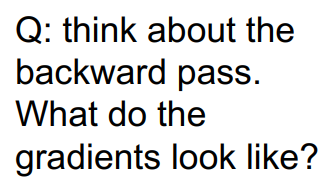 Q: think about the
backward pass.
What do the
gradients look like?